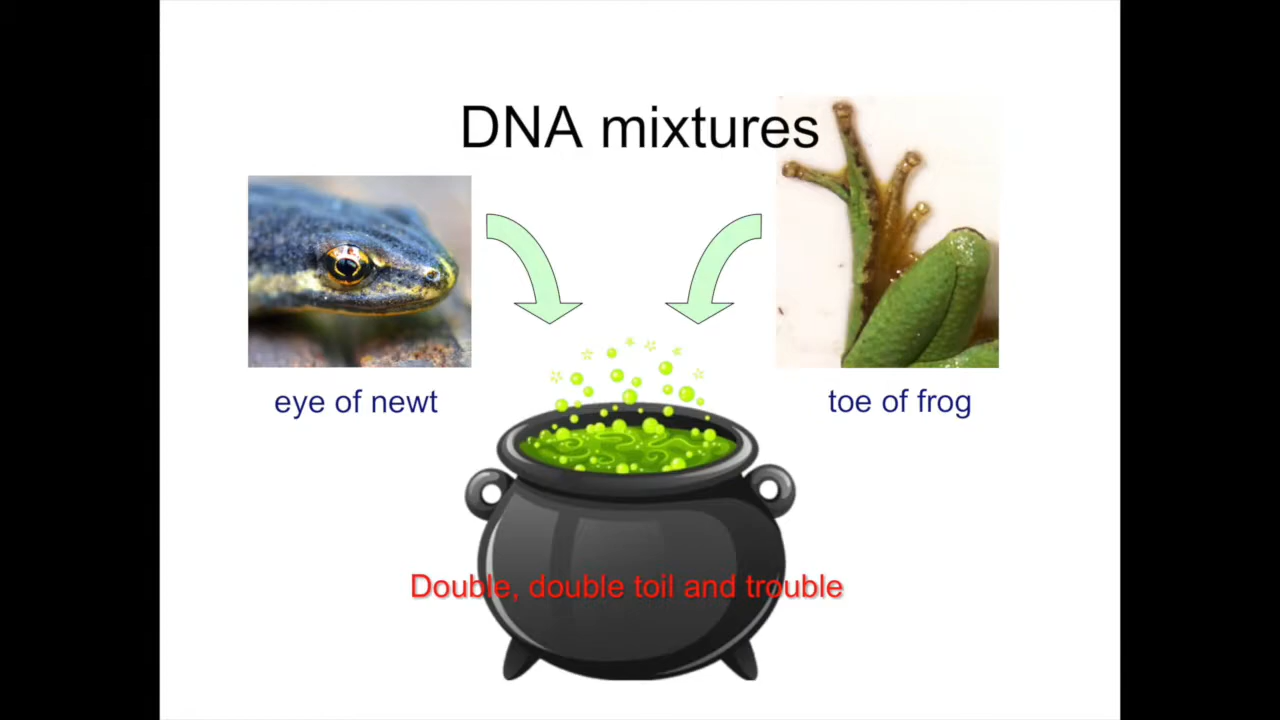 DNA mixtures
eye of newt
toe of frog
Double, double toil and trouble